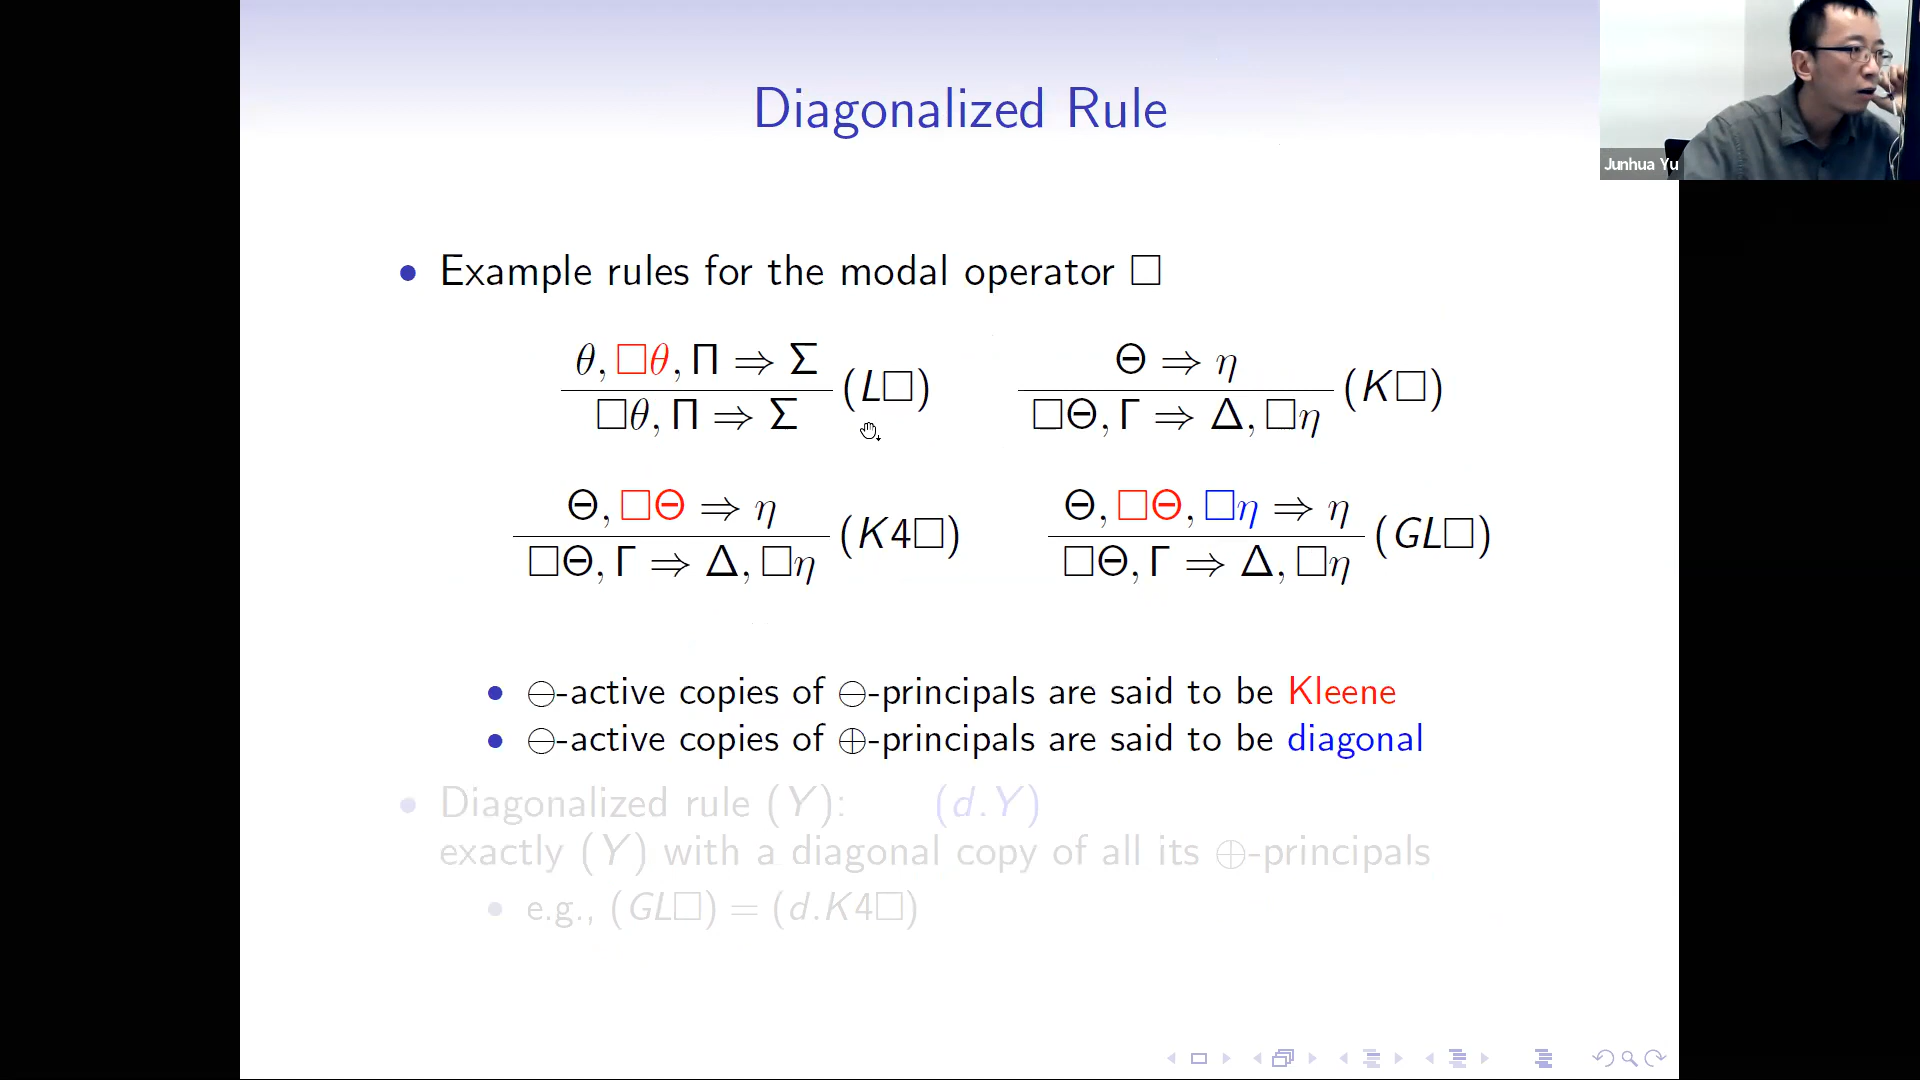 Diagonalized Rule
Junhua Yu
• Example rules for the modal operator □
θ, □θ, Π ⇒ Σ
□θ, Π ⇒ Σ
(L□)
Θ ⇒ η
□Θ, Γ ⇒ Δ, □η
(K□)
Θ, □Θ ⇒ η
□Θ, Γ ⇒ Δ, □η
(K4□)
Θ, □Θ, □η ⇒ η
□Θ, Γ ⇒ Δ, □η
(GL□)
• ⊖-active copies of ⊖-principals are said to be Kleene
• ⊖-active copies of ⊕-principals are said to be diagonal
• Diagonalized rule (Y): (d.Y)
exactly (Y) with a diagonal copy of all its ⊕-principals
• e.g., (GL□) = (d.K4□)